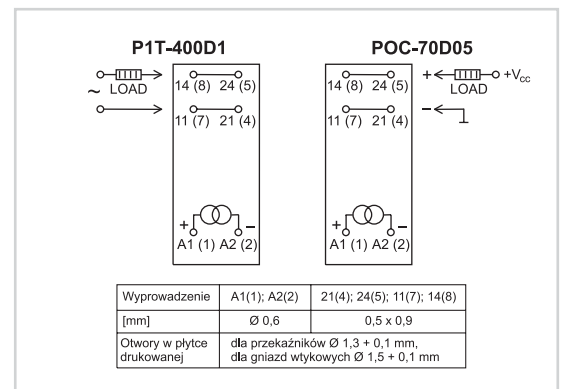 P1T-400D1 POC-70D05
LOAD 14 (8) 24 (5) 14 (8) 24 (5) + LOAD +Vcc
~ 11 (7) 21 (4) 11 (7) 21 (4) –
+ – + –
A1 (1) A2 (2) A1 (1) A2 (2)
Wyprowadzenie A1(1); A2(2) 21(4); 24(5); 11(7); 14(8)
[mm] Ø 0,6 0,5 x 0,9
Otwory w płytce dla przekaźników Ø 1,3 + 0,1 mm,
drukowanej dla gniazd wtykowych Ø 1,5 + 0,1 mm